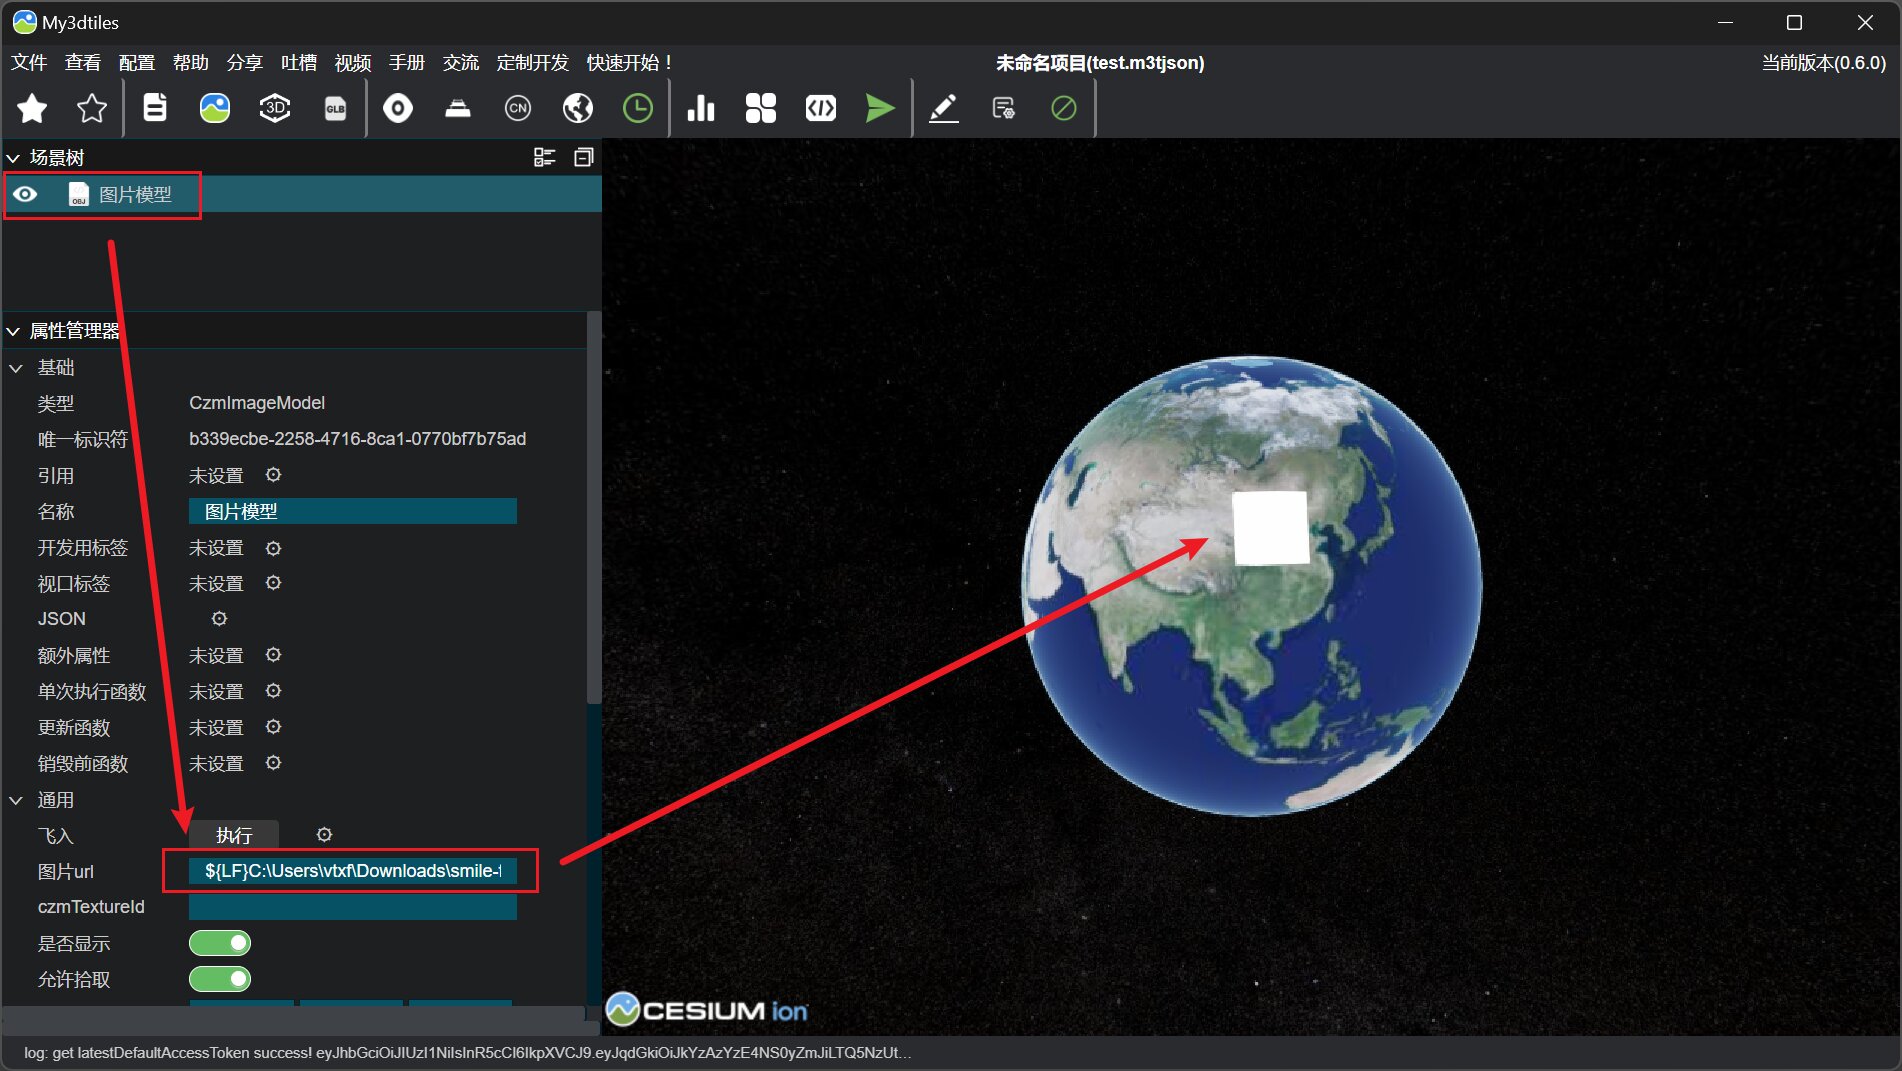 My3dtiles
文件 查看 配置 帮助 分享 吐槽 视频 手册 交流 定制开发 快速开始！ 未命名项目(test.m3tjson) 当前版本(0.6.0)
3D GLB CN
场景树
OBJ 图片模型
属性管理器
基础
类型 CzmImageModel
唯一标识符 b339ecbe-2258-4716-8ca1-0770bf7b75ad
引用 未设置
名称 图片模型
开发用标签 未设置
视口标签 未设置
JSON
额外属性 未设置
单次执行函数 未设置
更新函数 未设置
销毁前函数 未设置
通用
飞入 执行
图片url ${LF}C:\Users\vtxf\Downloads\smile-
czmTextureId
是否显示
允许拾取
CESIUM ion
log: get latestDefaultAccessToken success!